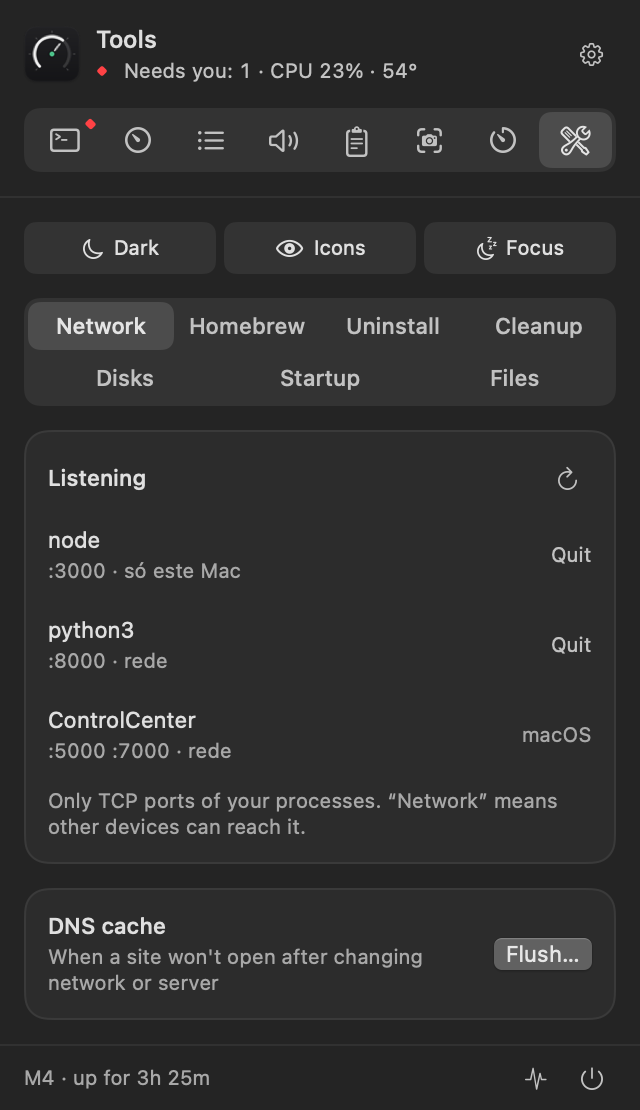 Tools
Needs you: 1 · CPU 23% · 54°
Dark
Icons
Focus
Network
Homebrew
Uninstall
Cleanup
Disks
Startup
Files
Listening
node
:3000 · só este Mac
Quit
python3
:8000 · rede
Quit
ControlCenter
:5000 :7000 · rede
macOS
Only TCP ports of your processes. “Network” means
other devices can reach it.
DNS cache
When a site won't open after changing
network or server
Flush...
M4 · up for 3h 25m